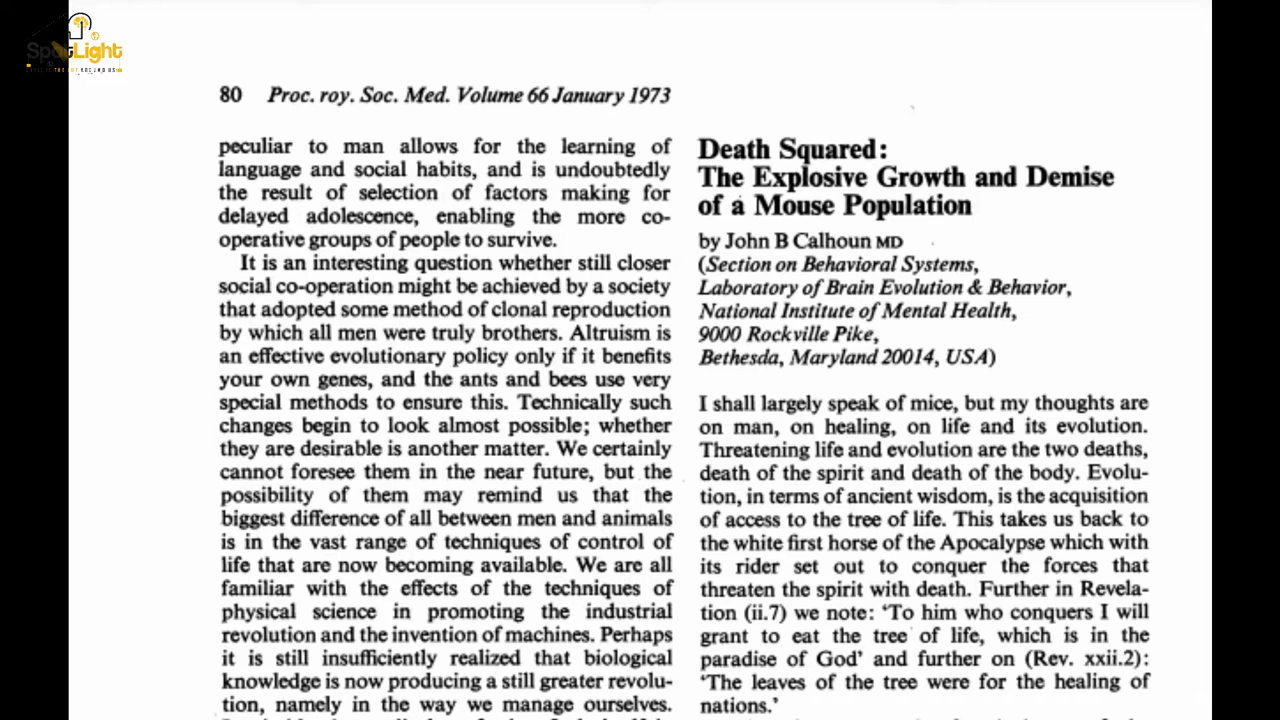 SpotLight
80 Proc. roy. Soc. Med. Volume 66 January 1973
peculiar to man allows for the learning of
language and social habits, and is undoubtedly
the result of selection of factors making for
delayed adolescence, enabling the more co-
operative groups of people to survive.
It is an interesting question whether still closer
social co-operation might be achieved by a society
that adopted some method of clonal reproduction
by which all men were truly brothers. Altruism is
an effective evolutionary policy only if it benefits
your own genes, and the ants and bees use very
special methods to ensure this. Technically such
changes begin to look almost possible; whether
they are desirable is another matter. We certainly
cannot foresee them in the near future, but the
possibility of them may remind us that the
biggest difference of all between men and animals
is in the vast range of techniques of control of
life that are now becoming available. We are all
familiar with the effects of the techniques of
physical science in promoting the industrial
revolution and the invention of machines. Perhaps
it is still insufficiently realized that biological
knowledge is now producing a still greater revolu-
tion, namely in the way we manage ourselves.
Death Squared:
The Explosive Growth and Demise
of a Mouse Population
by John B Calhoun MD
(Section on Behavioral Systems,
Laboratory of Brain Evolution & Behavior,
National Institute of Mental Health,
9000 Rockville Pike,
Bethesda, Maryland 20014, USA)
I shall largely speak of mice, but my thoughts are
on man, on healing, on life and its evolution.
Threatening life and evolution are the two deaths,
death of the spirit and death of the body. Evolu-
tion, in terms of ancient wisdom, is the acquisition
of access to the tree of life. This takes us back to
the white first horse of the Apocalypse which with
its rider set out to conquer the forces that
threaten the spirit with death. Further in Revela-
tion (ii.7) we note: 'To him who conquers I will
grant to eat the tree of life, which is in the
paradise of God' and further on (Rev. xxii.2):
'The leaves of the tree were for the healing of
nations.'